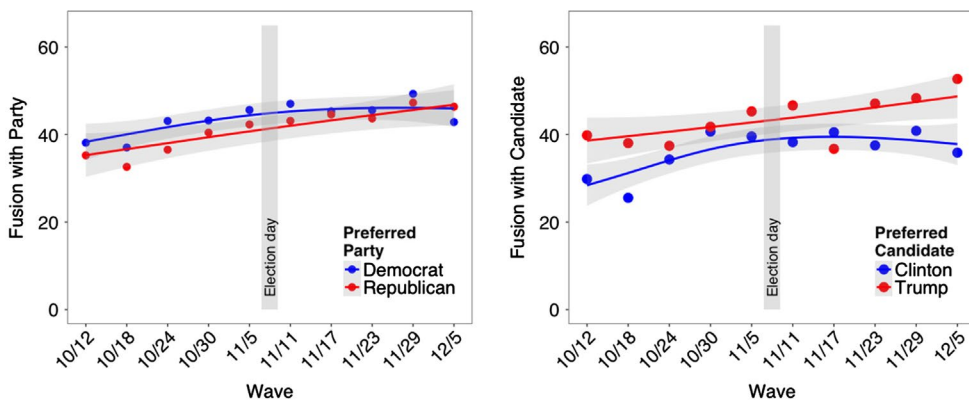 Fusion with Party
60
40
20
0
Election day
Preferred
Party
Democrat
Republican
10/12
10/18
10/24
10/30
11/5
11/11
11/17
11/23
11/29
12/5
Wave
Fusion with Candidate
60
40
20
0
Election day
Preferred
Candidate
Clinton
Trump
10/12
10/18
10/24
10/30
11/5
11/11
11/17
11/23
11/29
12/5
Wave